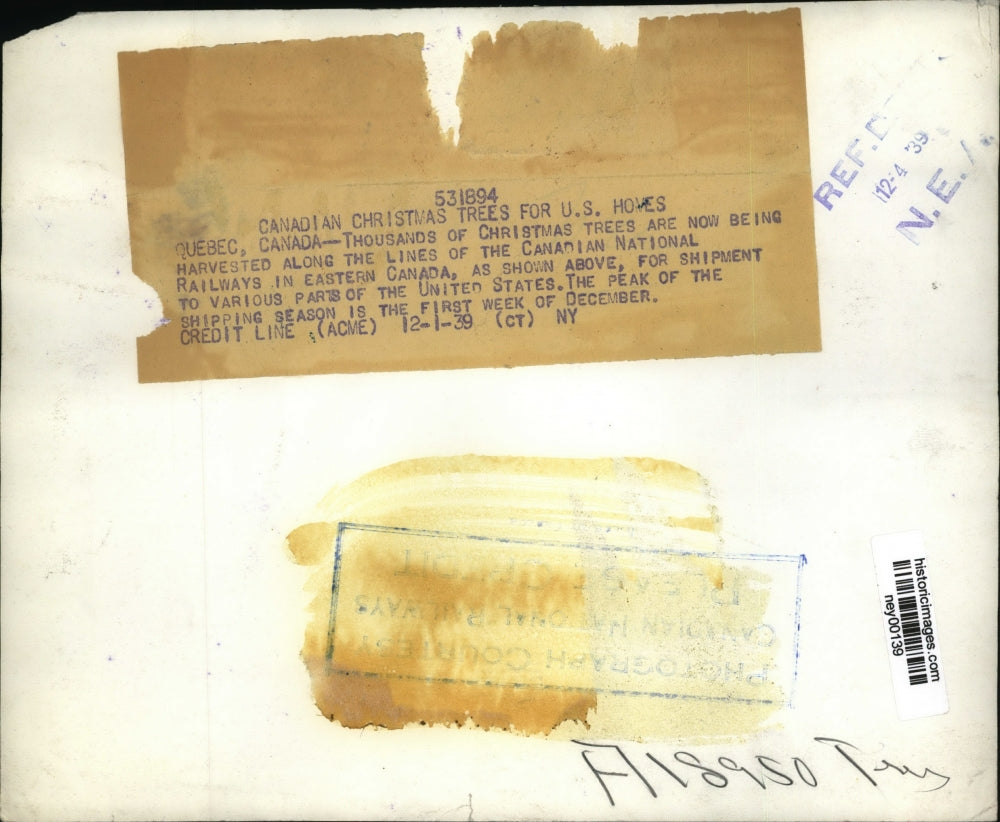 531894
CANADIAN CHRISTMAS TREES FOR U.S. HOMES
QUEBEC, CANADA—THOUSANDS OF CHRISTMAS TREES ARE NOW BEING
HARVESTED ALONG THE LINES OF THE CANADIAN NATIONAL
RAILWAYS IN EASTERN CANADA, AS SHOWN ABOVE, FOR SHIPMENT
TO VARIOUS PARTS OF THE UNITED STATES. THE PEAK OF THE
SHIPPING SEASON IS THE FIRST WEEK OF DECEMBER.
CREDIT LINE (ACME) 12-1-39 (CT) NY
REF. D
12-4 '39
N. E. A.
PHOTOGRAPH COURTESY
CANADIAN NATIONAL RAILWAYS
PLEASE CREDIT
historicimages.com
ney00139